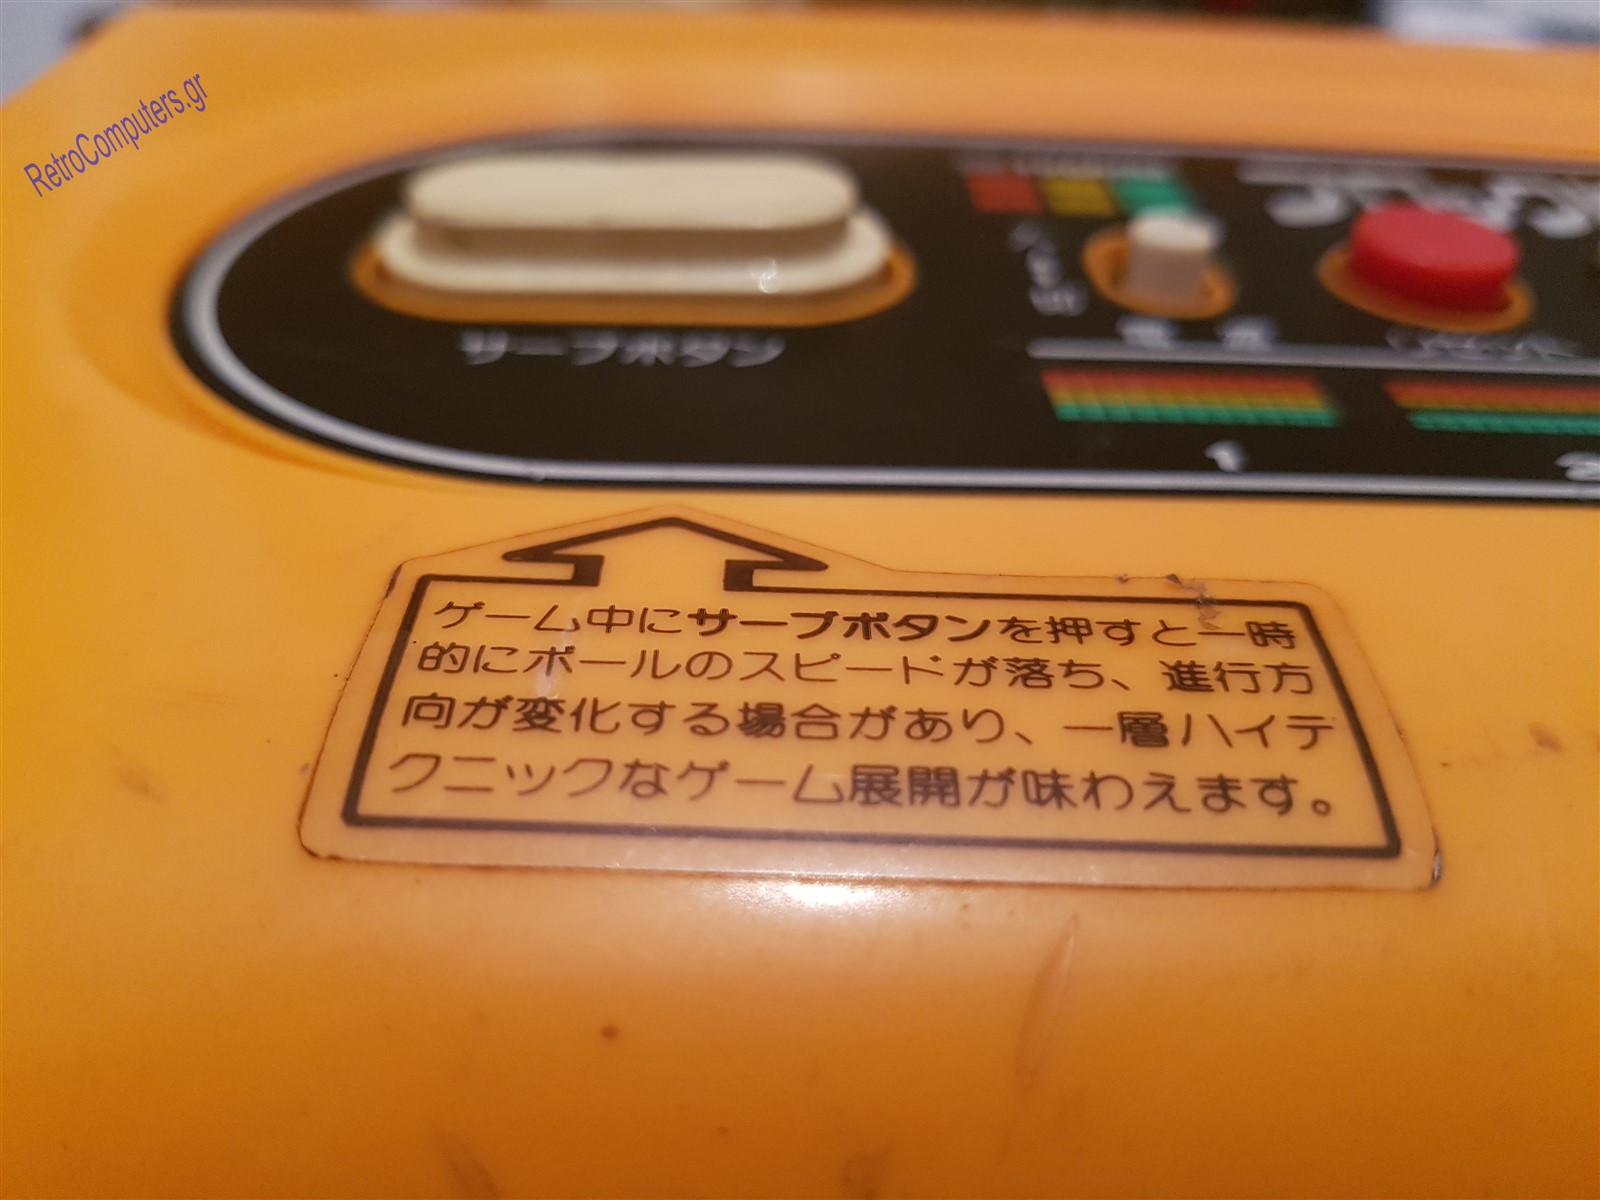 RetroComputers.gr
サーブボタン
電源
1
2
ゲーム中にサーブボタンを押すと一時
的にボールのスピードが落ち、進行方
向が変化する場合があり、一層ハイテ
クニックなゲーム展開が味わえます。